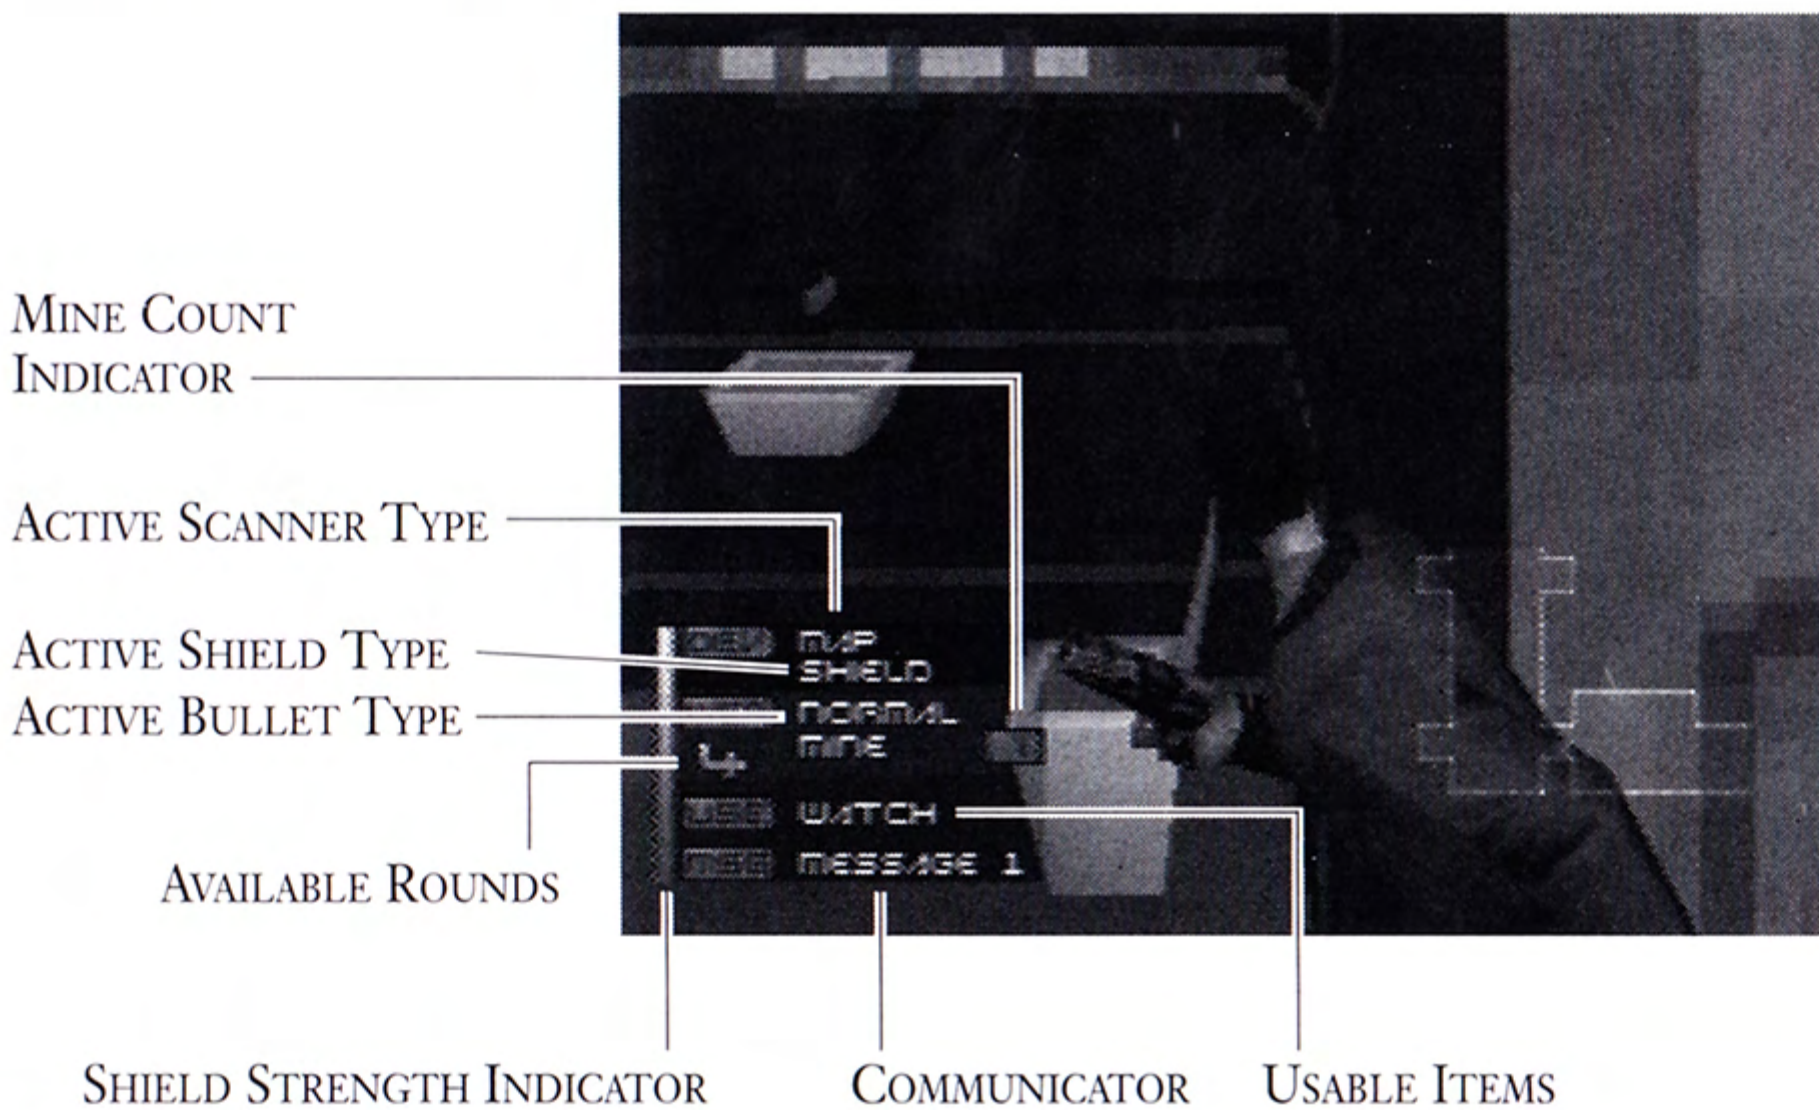 Mine Count
Indicator
Active Scanner Type
Active Shield Type
Active Bullet Type
Available Rounds
MAP
SHIELD
NORMAL
MINE
WATCH
MESSAGE 1
Shield Strength Indicator
Communicator
Usable Items